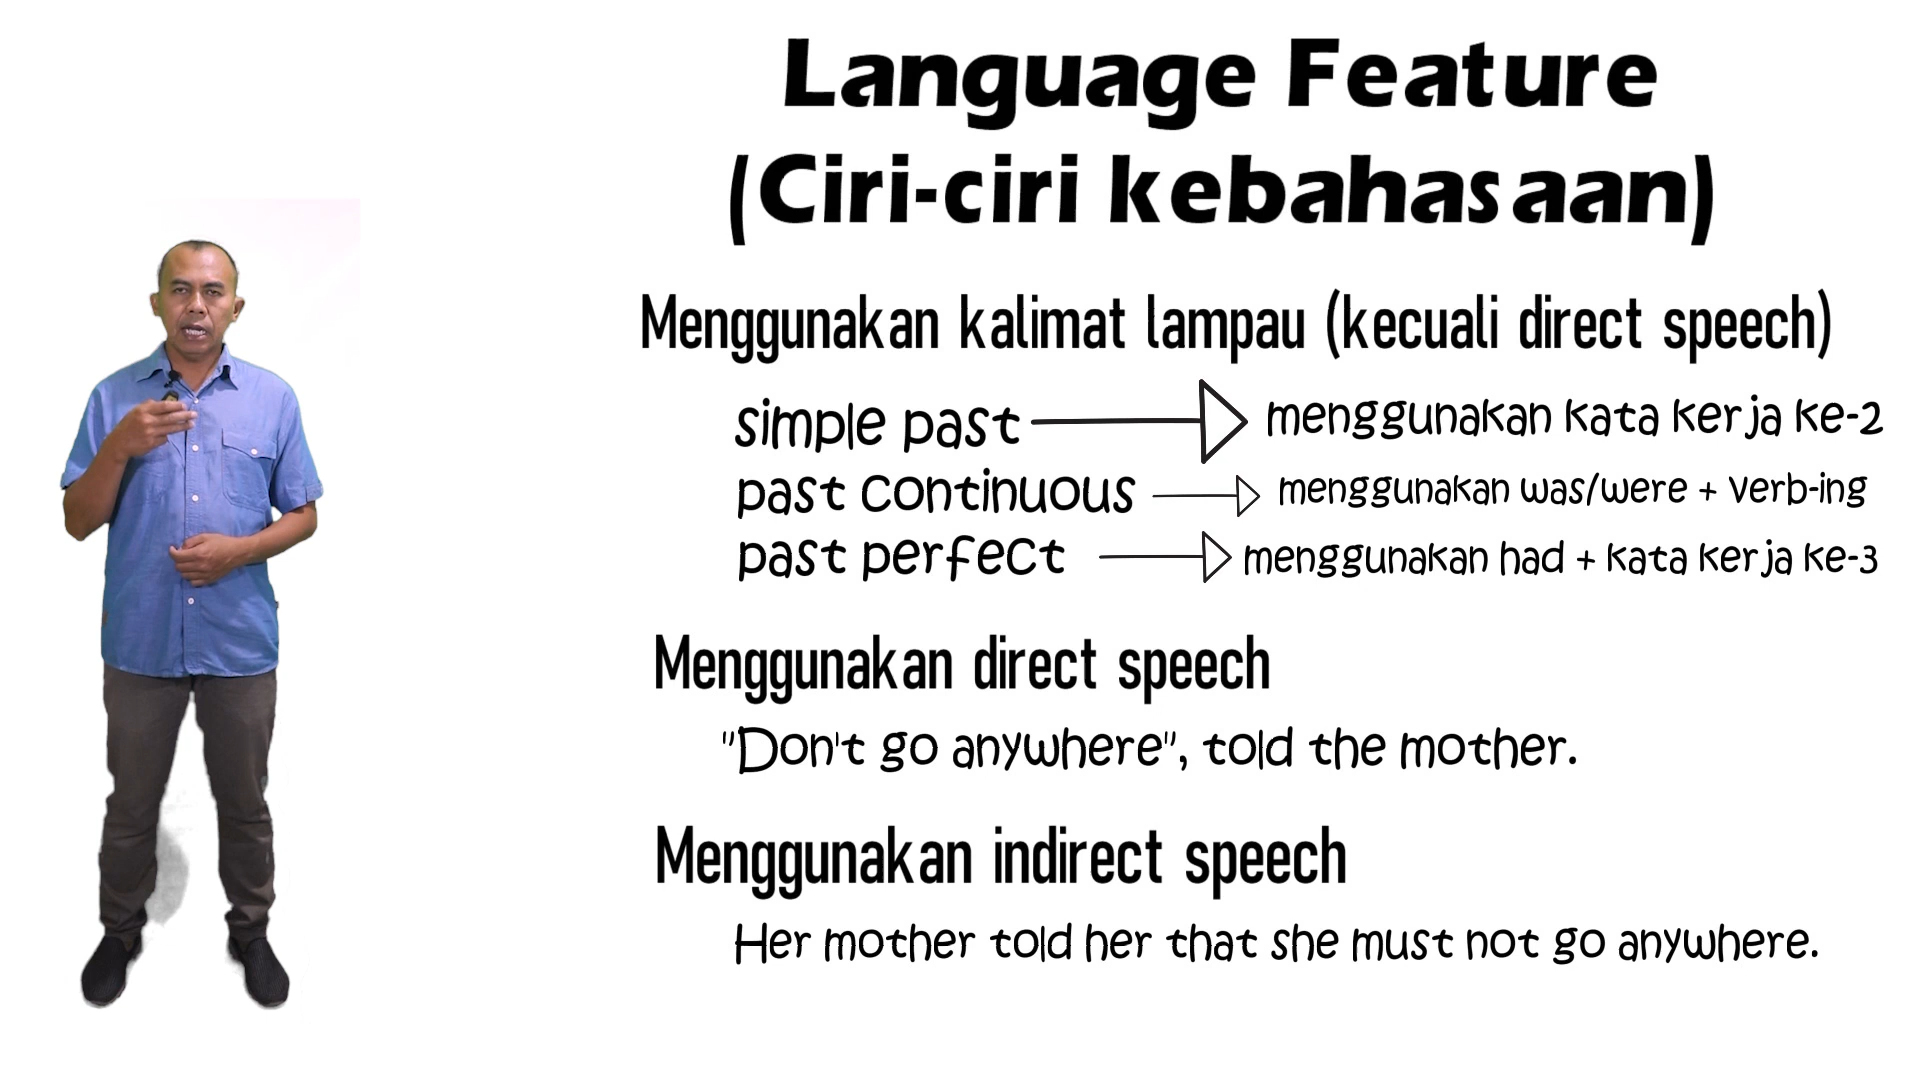 Language Feature
(Ciri-ciri kebahasaan)
Menggunakan kalimat lampau (kecuali direct speech)
simple past menggunakan kata kerja ke-2
past continuous menggunakan was/were + verb-ing
past perfect menggunakan had + kata kerja ke-3
Menggunakan direct speech
"Don't go anywhere", told the mother.
Menggunakan indirect speech
Her mother told her that she must not go anywhere.